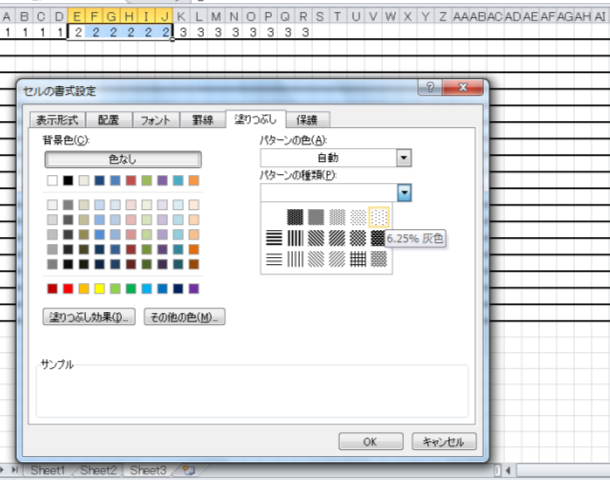 A B C D E F G H I J K L M N O P Q R S T U V W X Y Z AA AB AC AD AE AF AG AH AI
1 1 1 1 2 2 2 2 2 2 3 3 3 3 3 3 3 3
セルの書式設定
表示形式 配置 フォント 罫線 塗りつぶし 保護
背景色(C):
色なし
パターンの色(A):
自動
パターンの種類(P):
6.25% 灰色
塗りつぶし効果(I)... その他の色(M)...
サンプル
OK キャンセル
Sheet1 Sheet2 Sheet3